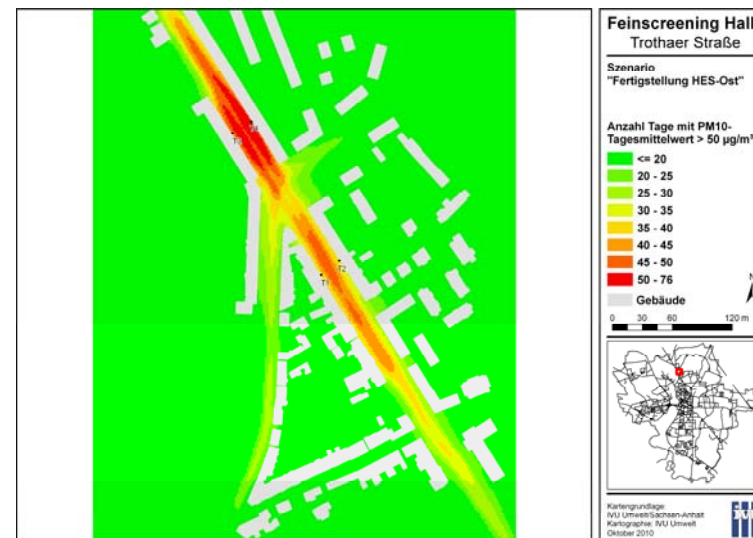 Feinscreening Hall
Trothaer Straße
Szenario
"Fertigstellung HES-Ost"
Anzahl Tage mit PM10-
Tagesmittelwert > 50 µg/m³
<= 20
20 - 25
25 - 30
30 - 35
35 - 40
40 - 45
45 - 50
50 - 76
Gebäude
N
0 30 60 120 m
T2
T1
Kartengrundlage:
IVU Umwelt/Sachsen-Anhalt
Kartographie: IVU Umwelt
Oktober 2010